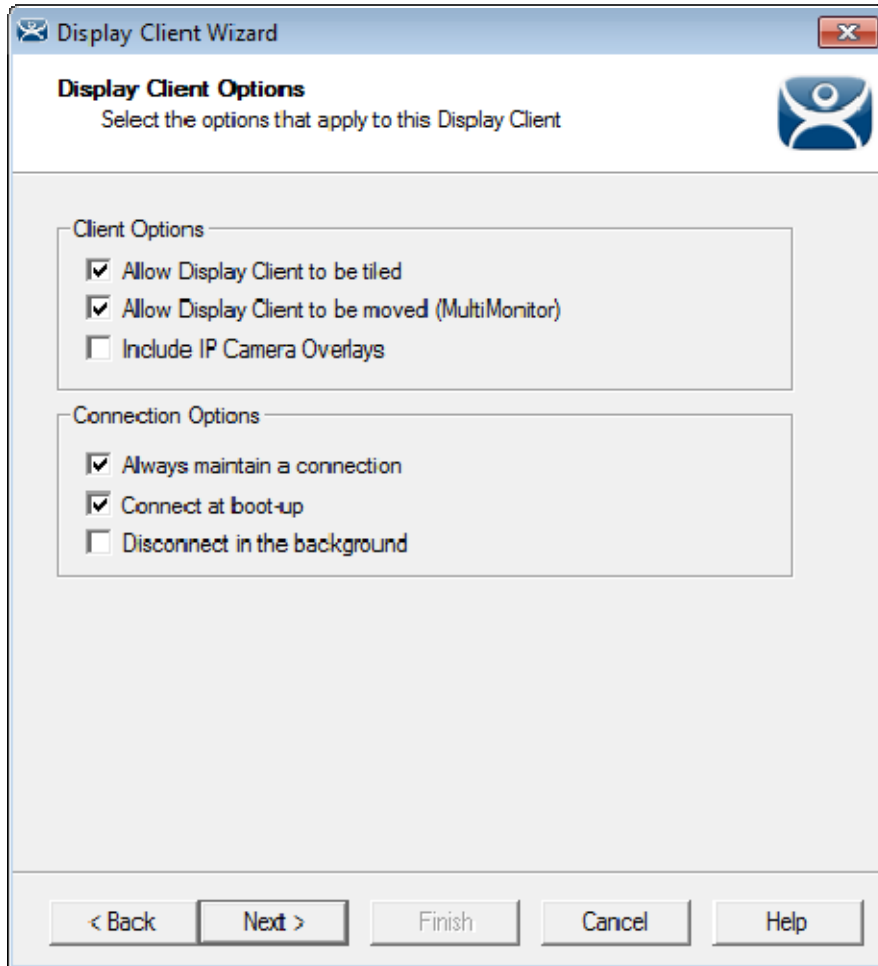 Display Client Wizard
Display Client Options
Select the options that apply to this Display Client
Client Options
Allow Display Client to be tiled
Allow Display Client to be moved (MultiMonitor)
Include IP Camera Overlays
Connection Options
Always maintain a connection
Connect at boot-up
Disconnect in the background
< Back Next > Finish Cancel Help